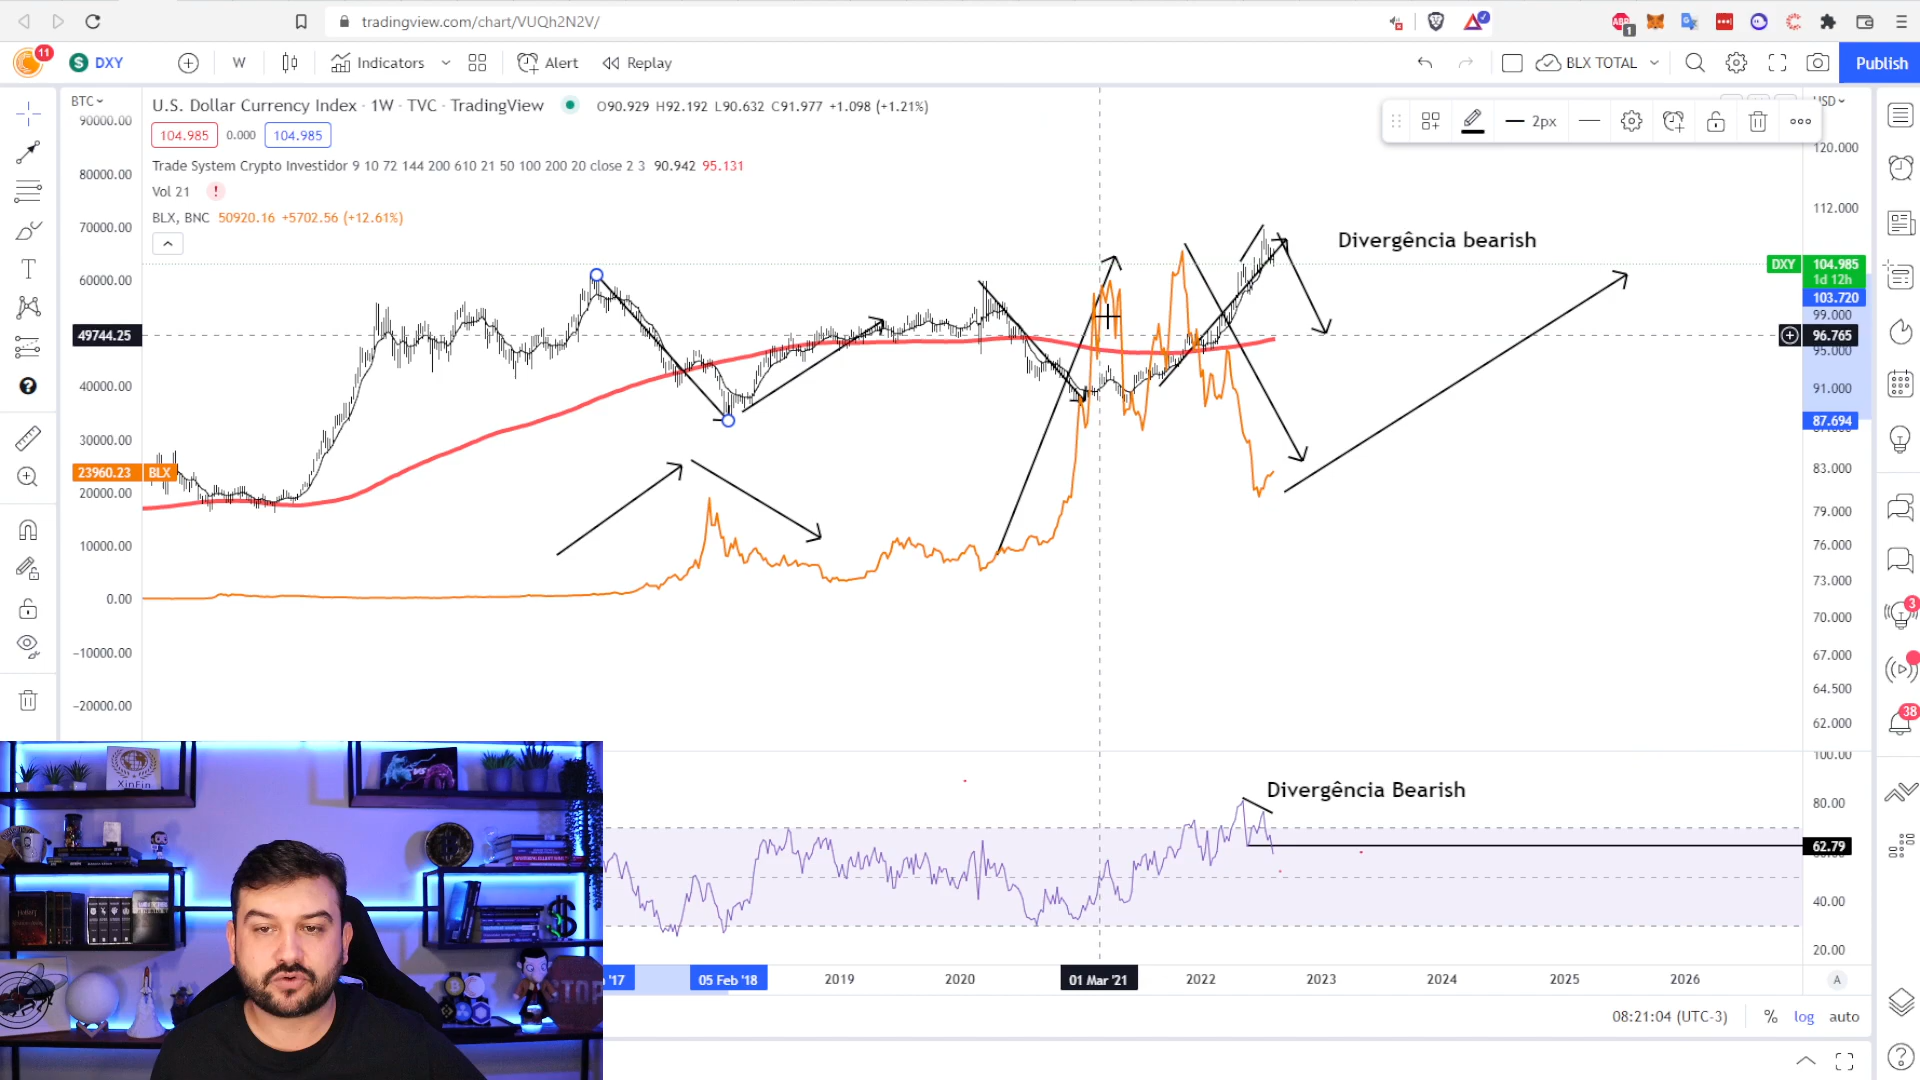 tradingview.com/chart/VUQh2N2V/
11
DXY
W
Indicators
Alert
Replay
BLX TOTAL
Publish
BTC
U.S. Dollar Currency Index · 1W · TVC · TradingView
O90.929 H92.192 L90.632 C91.977 +1.098 (+1.21%)
2px
USD
104.985
0.000
104.985
Trade System Crypto Investidor 9 10 72 144 200 610 21 50 100 200 20 close 2 3 90.942 95.131
Vol 21
BLX, BNC 50920.16 +5702.56 (+12.61%)
90000.00
80000.00
70000.00
60000.00
49744.25
40000.00
30000.00
23960.23 BLX
20000.00
10000.00
0.00
−10000.00
−20000.00
Divergência bearish
120.000
112.000
DXY 104.985
1d 12h
103.720
99.000
96.765
95.000
91.000
87.694
83.000
79.000
76.000
73.000
70.000
67.000
64.500
62.000
3
38
Divergência Bearish
100.00
80.00
62.79
40.00
20.00
XinFin
STOP
'17
05 Feb '18
2019
2020
01 Mar '21
2022
2023
2024
2025
2026
A
08:21:04 (UTC-3)
%
log
auto